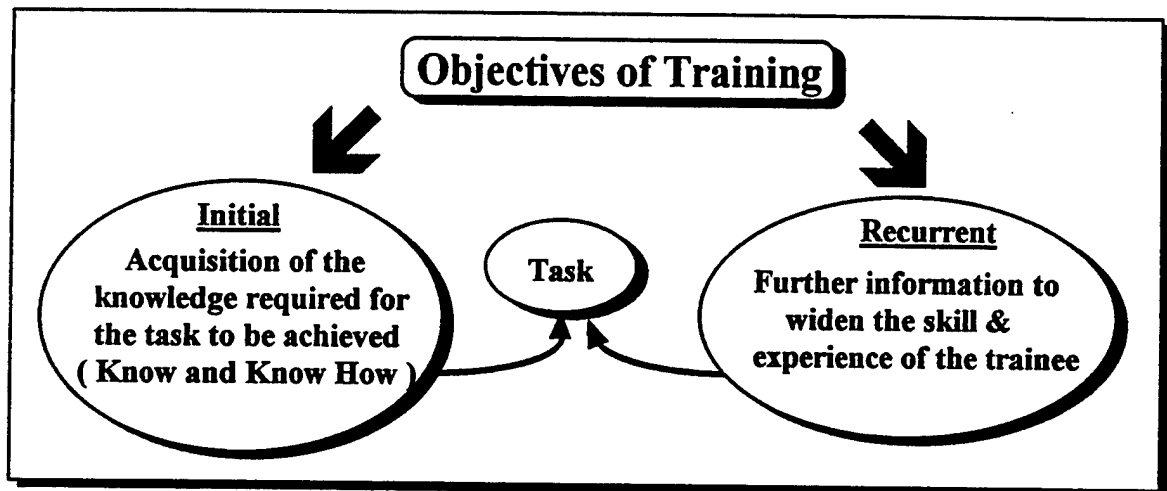 Objectives of Training
Initial
Acquisition of the
knowledge required for
the task to be achieved
( Know and Know How )
Task
Recurrent
Further information to
widen the skill &
experience of the trainee